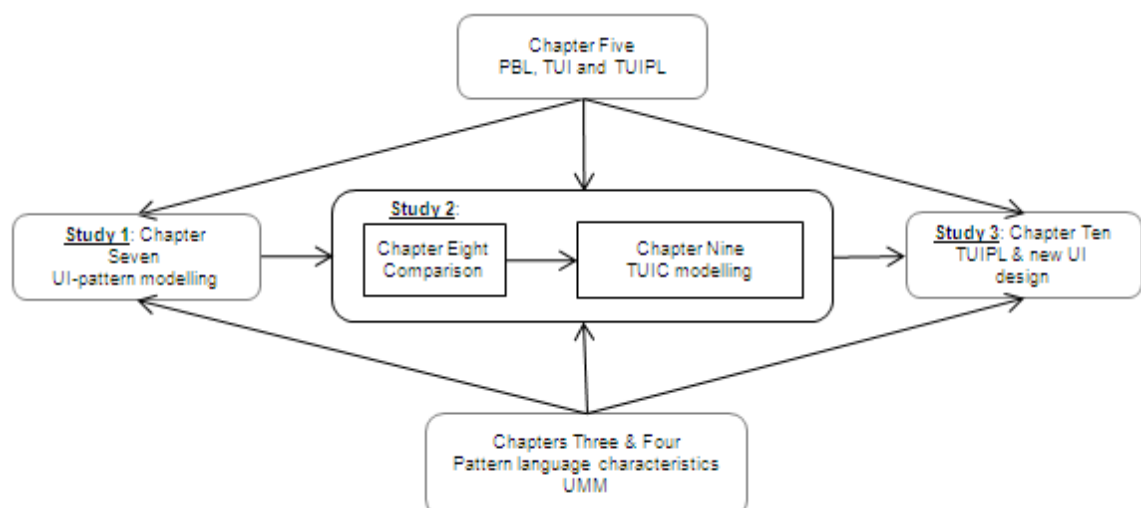 Chapter Five
PBL, TUI and TUIPL
Study 1: Chapter
Seven
UI-pattern modelling
Study 2:
Chapter Eight
Comparison
Chapter Nine
TUIC modelling
Study 3: Chapter Ten
TUIPL & new UI
design
Chapters Three & Four
Pattern language characteristics
UMM